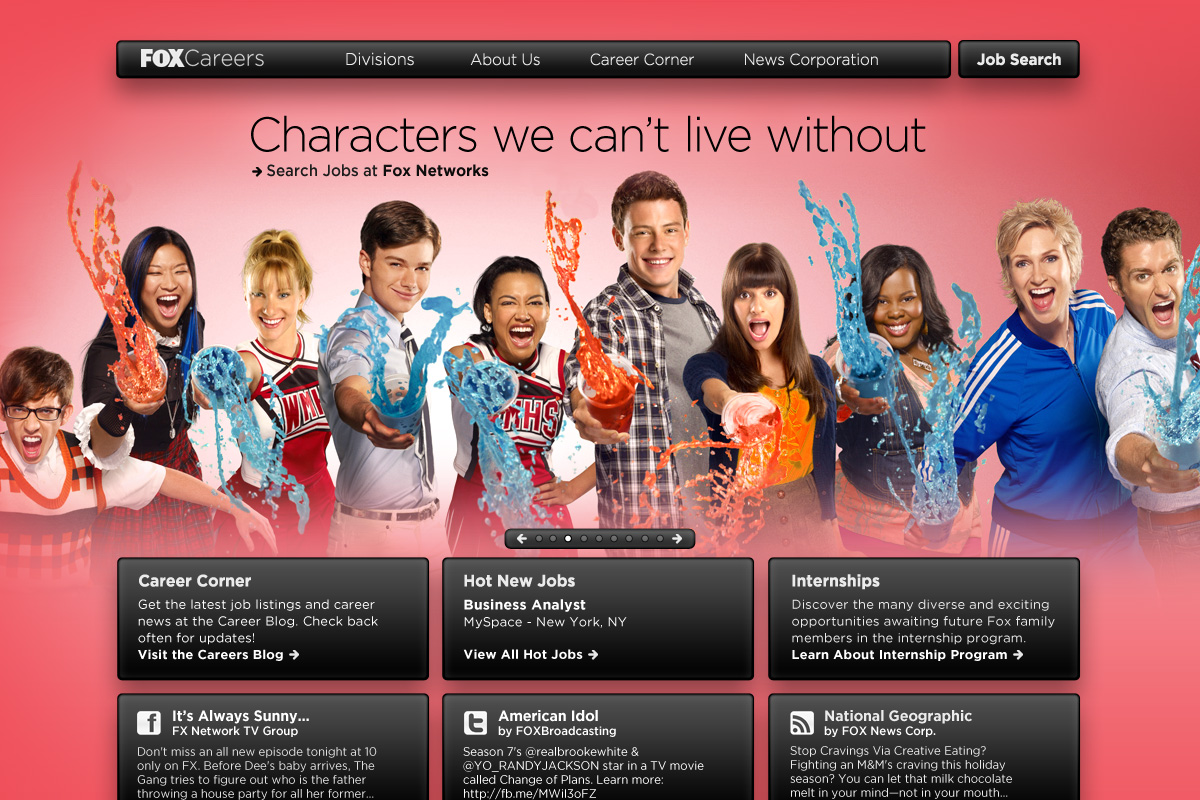 FOXCareers Divisions About Us Career Corner News Corporation Job Search
Characters we can't live without
→ Search Jobs at Fox Networks
WMHS
Career Corner
Get the latest job listings and career
news at the Career Blog. Check back
often for updates!
Visit the Careers Blog →
Hot New Jobs
Business Analyst
MySpace - New York, NY
View All Hot Jobs →
Internships
Discover the many diverse and exciting
opportunities awaiting future Fox family
members in the internship program.
Learn About Internship Program →
It's Always Sunny...
FX Network TV Group
Don't miss an all new episode tonight at 10
only on FX. Before Dee's baby arrives, The
Gang tries to figure out who is the father
throwing a house party for all her former...
American Idol
by FOXBroadcasting
Season 7's @realbrookewhite &
@YO_RANDYJACKSON star in a TV movie
called Change of Plans. Learn more:
http://fb.me/MWiI3oFZ
National Geographic
by FOX News Corp.
Stop Cravings Via Creative Eating?
Fighting an M&M's craving this holiday
season? You can let that milk chocolate
melt in your mind—not in your mouth...